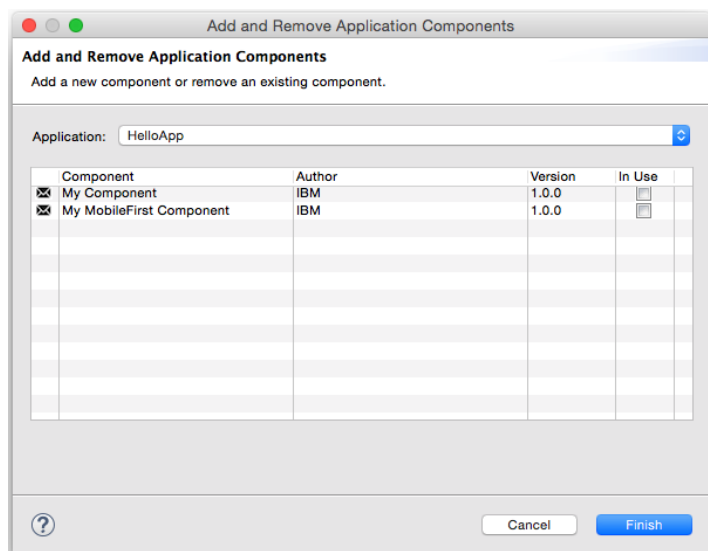 Add and Remove Application Components
Add and Remove Application Components
Add a new component or remove an existing component.
Application: HelloApp
Component Author Version In Use
My Component IBM 1.0.0
My MobileFirst Component IBM 1.0.0
? Cancel Finish